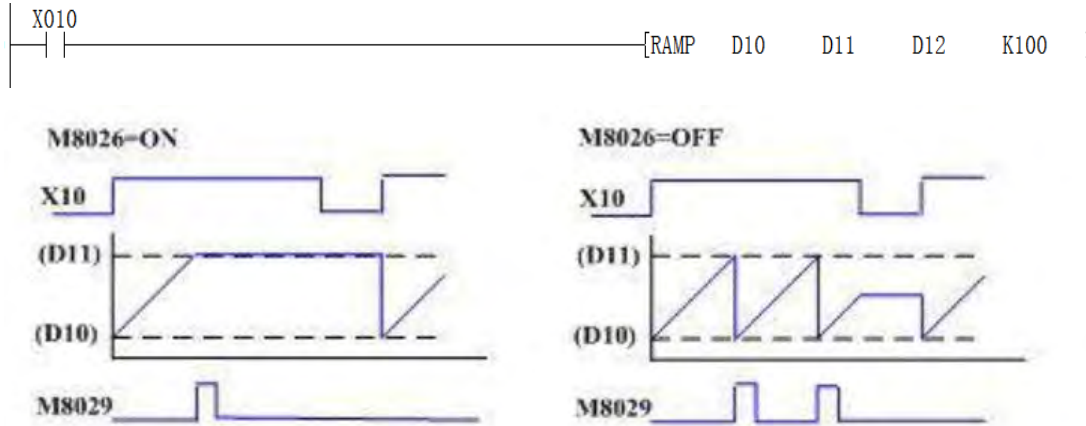 X010
[RAMP D10 D11 D12 K100
M8026=ON
X10
(D11)
(D10)
M8029
M8026=OFF
X10
(D11)
(D10)
M8029